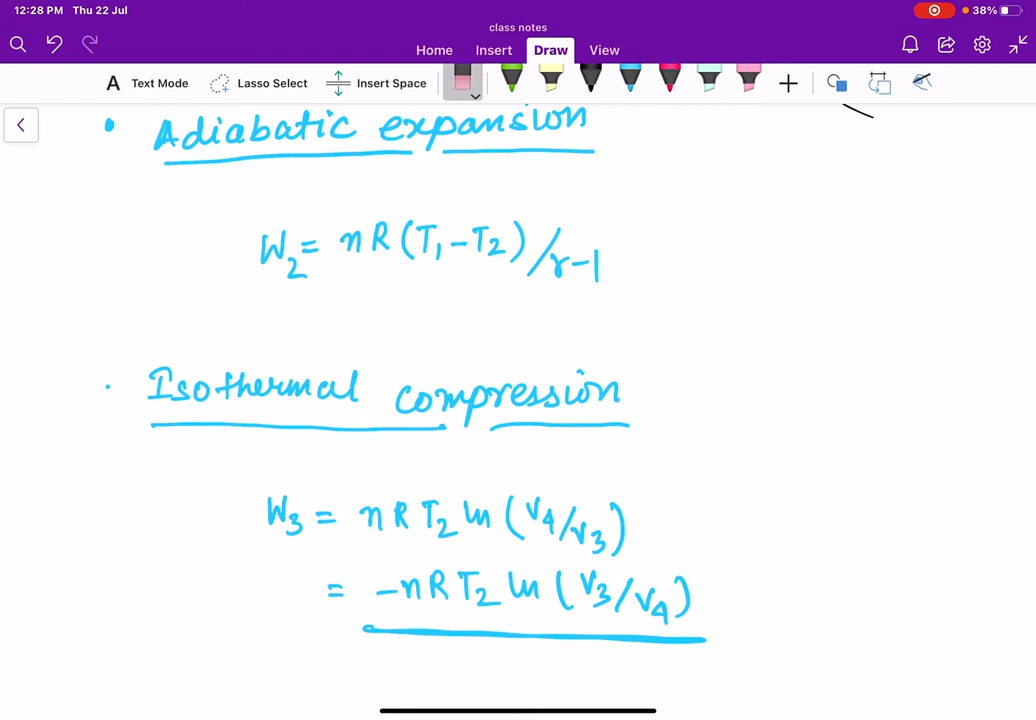 12:28 PM Thu 22 Jul
38%
class notes
Home Insert Draw View
A Text Mode Lasso Select Insert Space
• Adiabatic expansion
W₂ = nR(T₁ - T₂)/γ-1
· Isothermal compression
W₃ = nRT₂ ln (V₄/V₃)
= -nRT₂ ln (V₃/V₄)